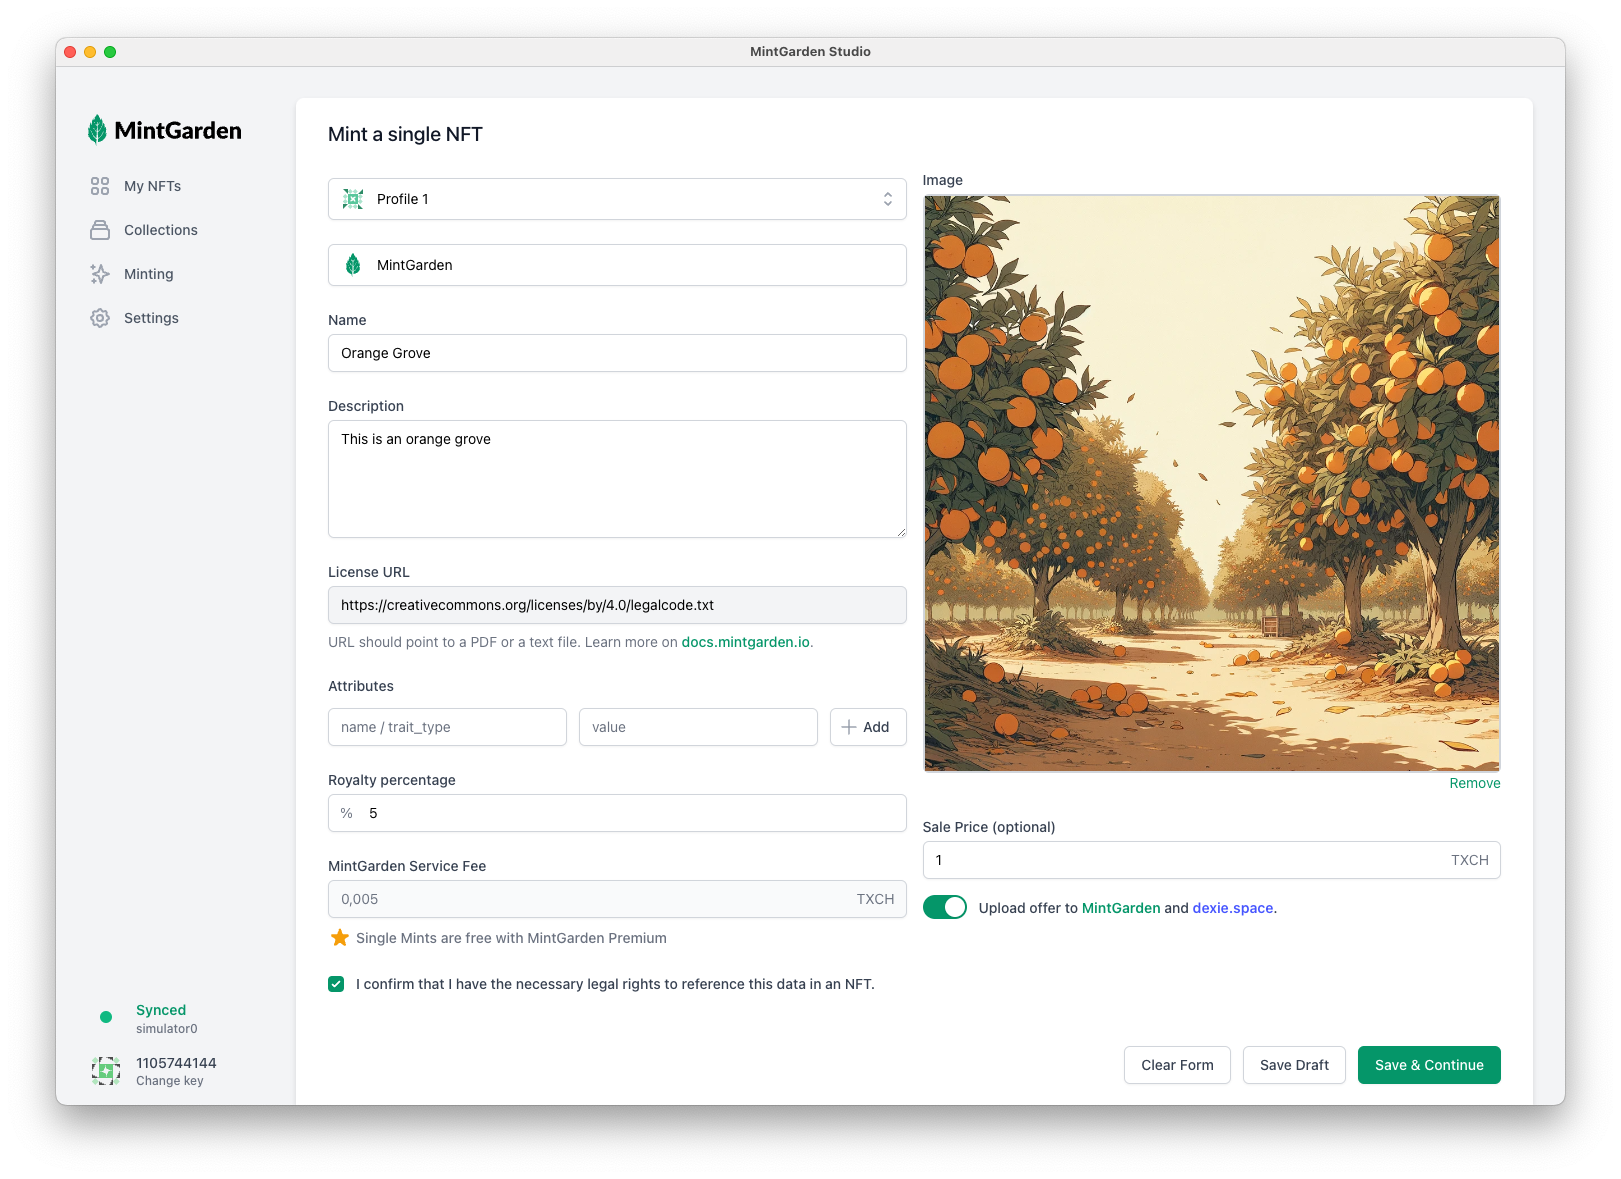 MintGarden Studio
MintGarden
My NFTs
Collections
Minting
Settings
Synced
simulator0
1105744144
Change key
Mint a single NFT
Profile 1
MintGarden
Name
Orange Grove
Description
This is an orange grove
License URL
https://creativecommons.org/licenses/by/4.0/legalcode.txt
URL should point to a PDF or a text file. Learn more on docs.mintgarden.io.
Attributes
name / trait_type
value
Add
Royalty percentage
% 5
MintGarden Service Fee
0,005 TXCH
Single Mints are free with MintGarden Premium
I confirm that I have the necessary legal rights to reference this data in an NFT.
Image
Remove
Sale Price (optional)
1 TXCH
Upload offer to MintGarden and dexie.space.
Clear Form
Save Draft
Save & Continue